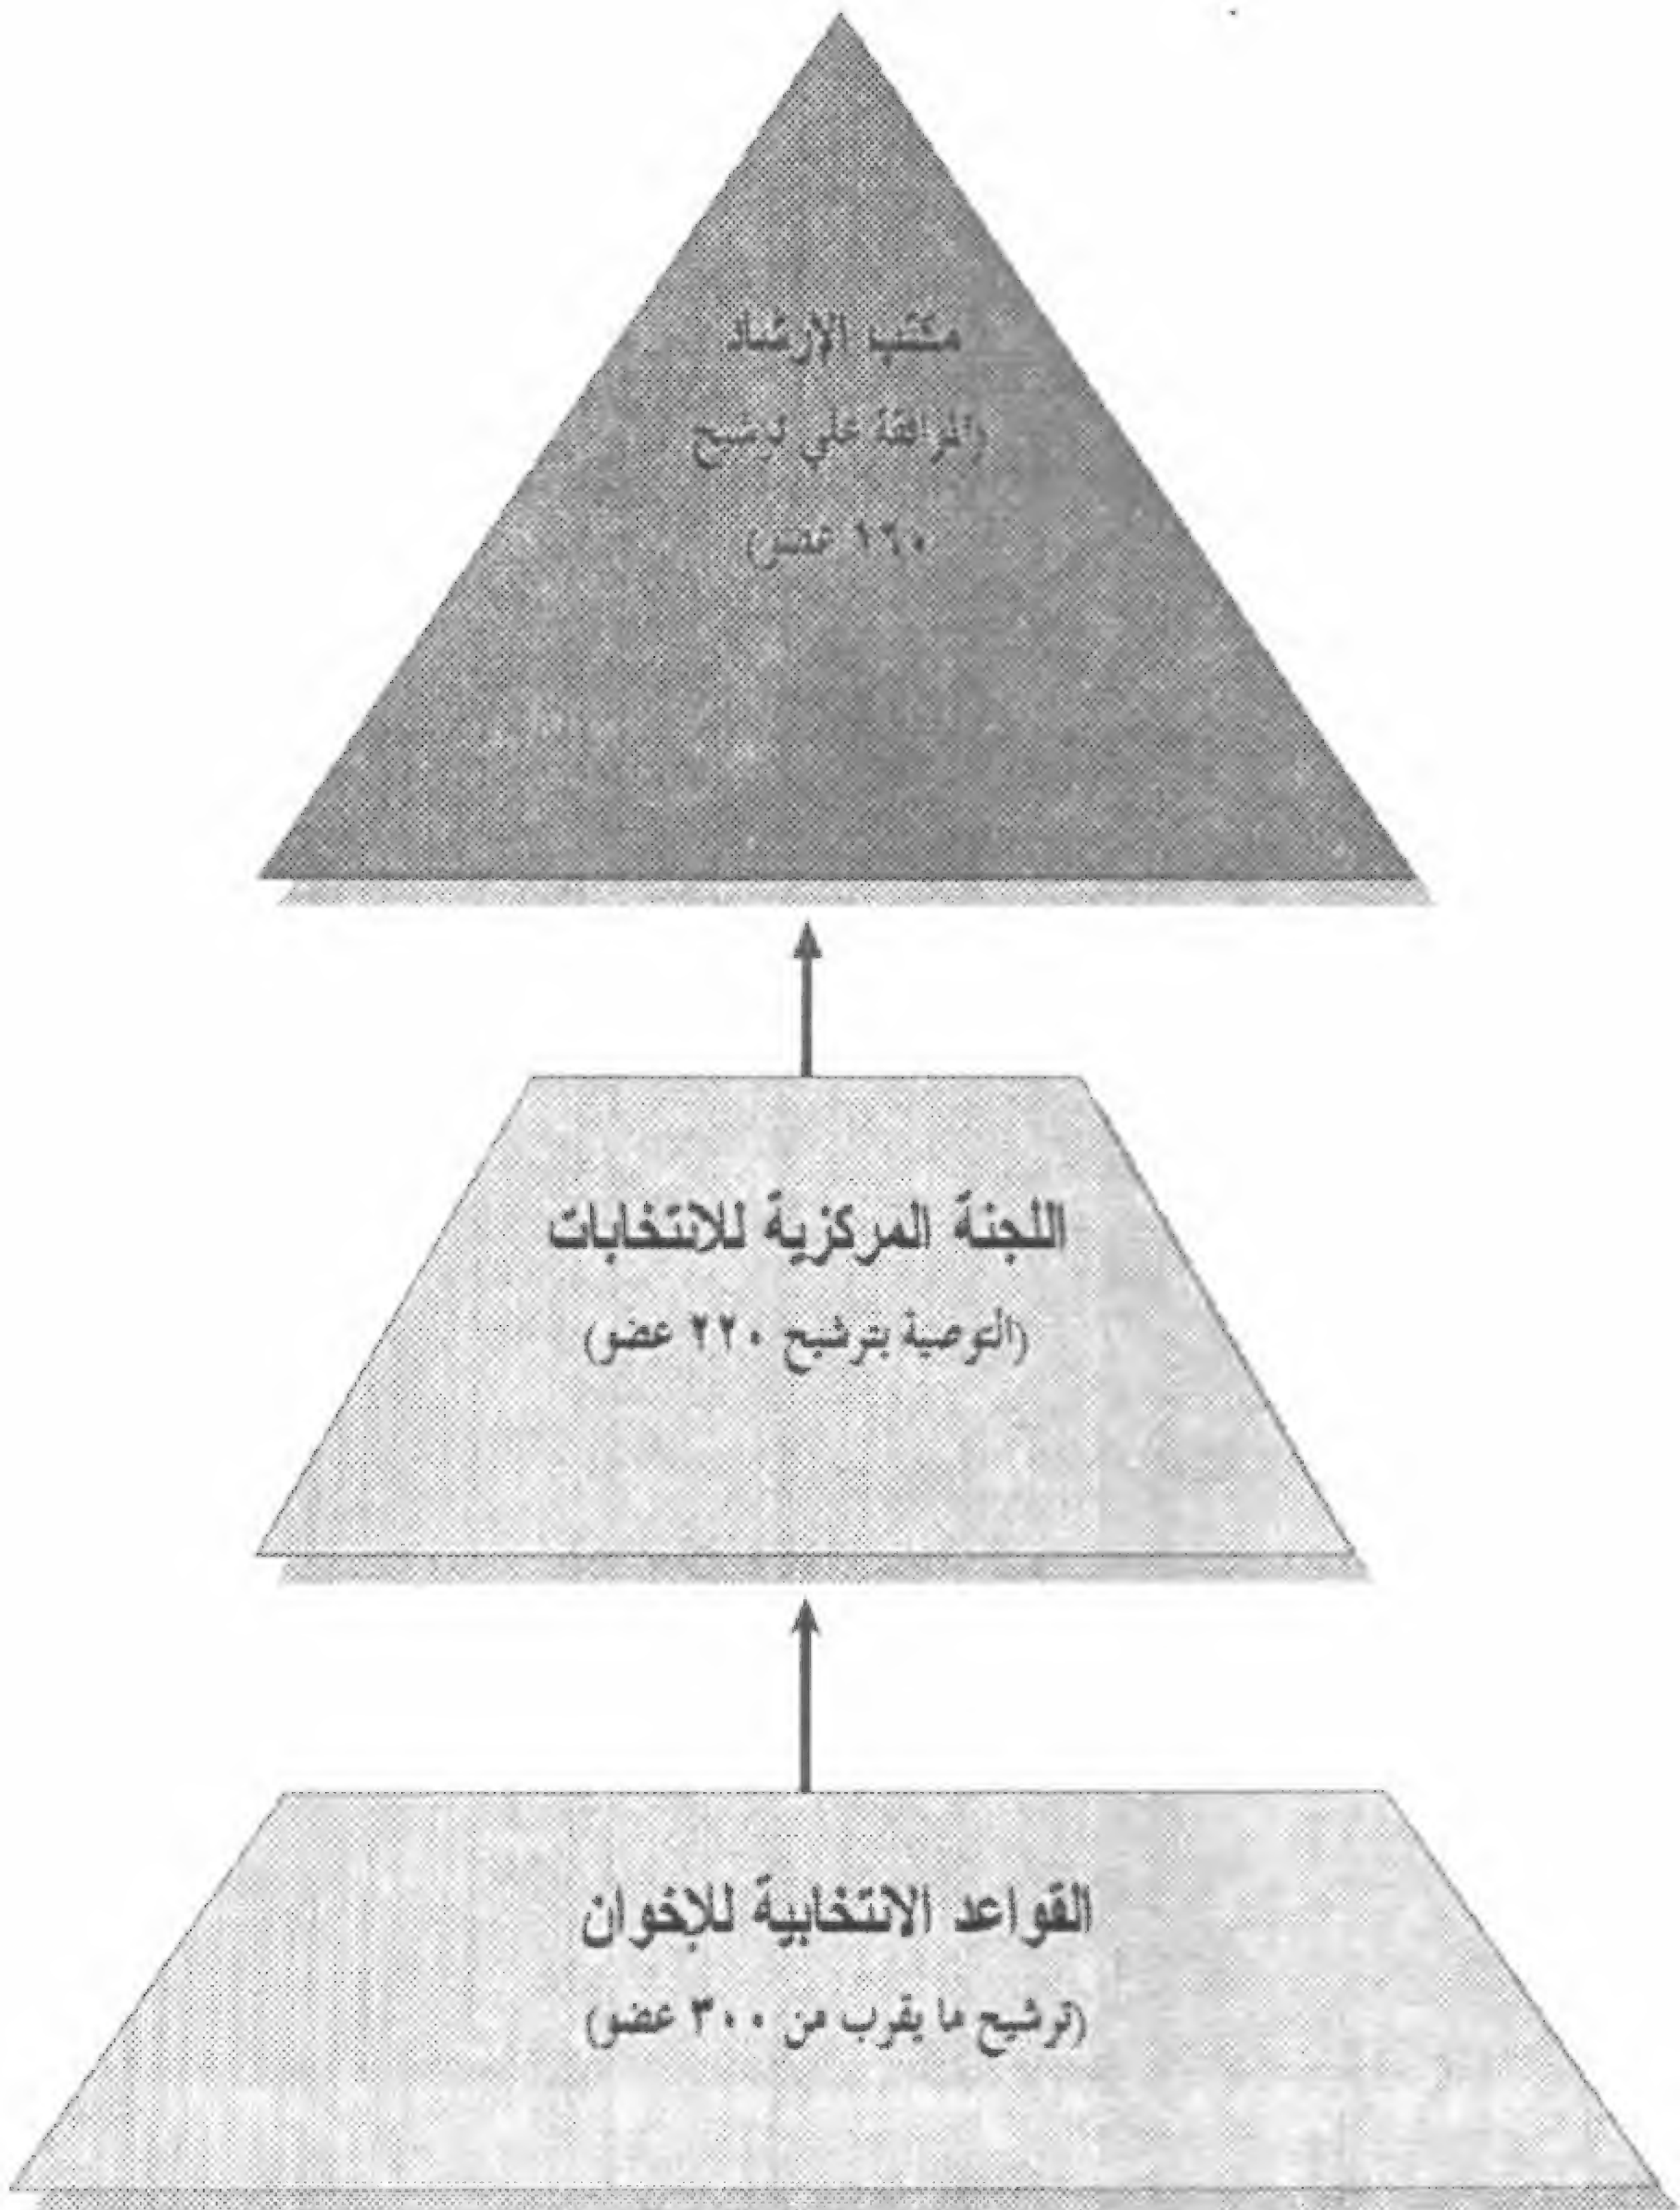 مكتب الإرشاد
(الموافقة علي ترشيح
١٦٠ عضو)
اللجنة المركزية للانتخابات
(التوصية بترشيح ٢٢٠ عضو)
القواعد الانتخابية للإخوان
(ترشيح ما يقرب من ٣٠٠ عضو)